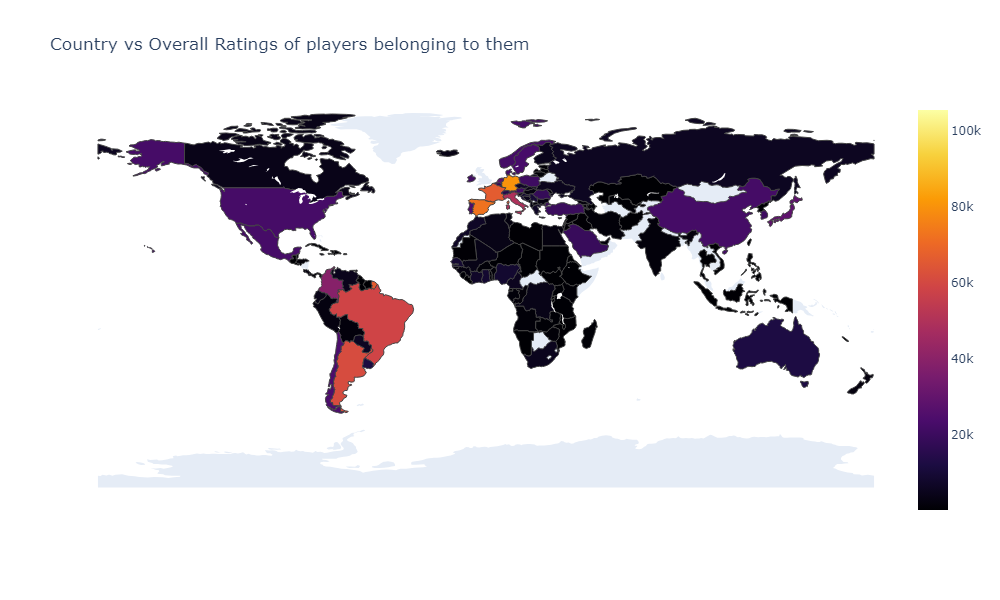 Country vs Overall Ratings of players belonging to them
100k
80k
60k
40k
20k